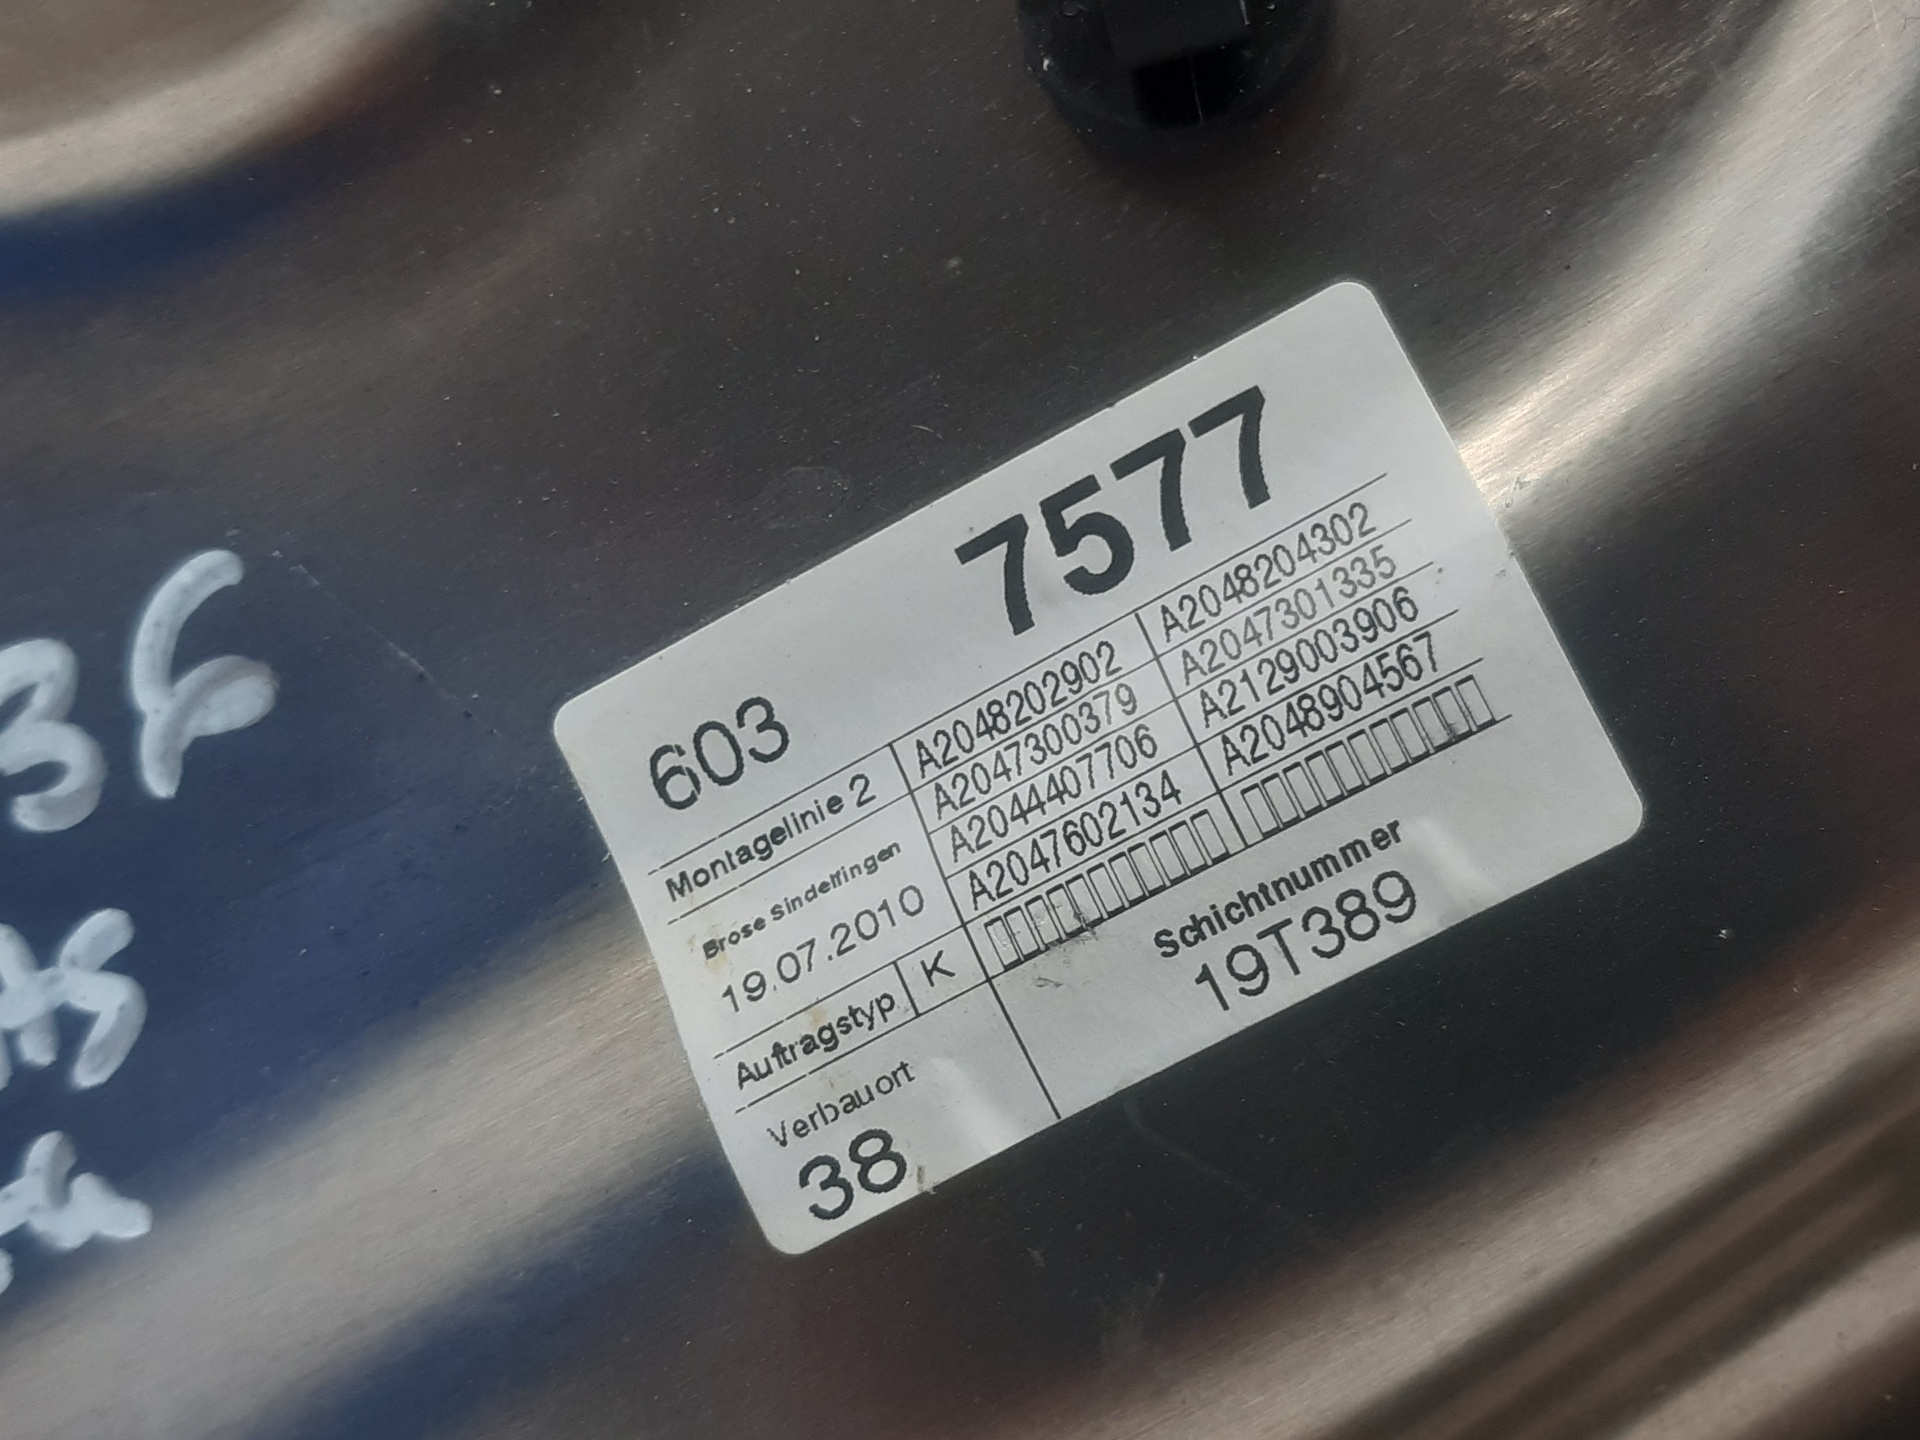 603 7577
Montagelinie 2
Brose Sindelfingen
19.07.2010
Auftragstyp K
Verbauort
38
A2048202902 A2048204302
A2047300379 A2047301335
A2044407706 A2129003906
A2047602134 A2048904567
Schichtnummer
19T389
36